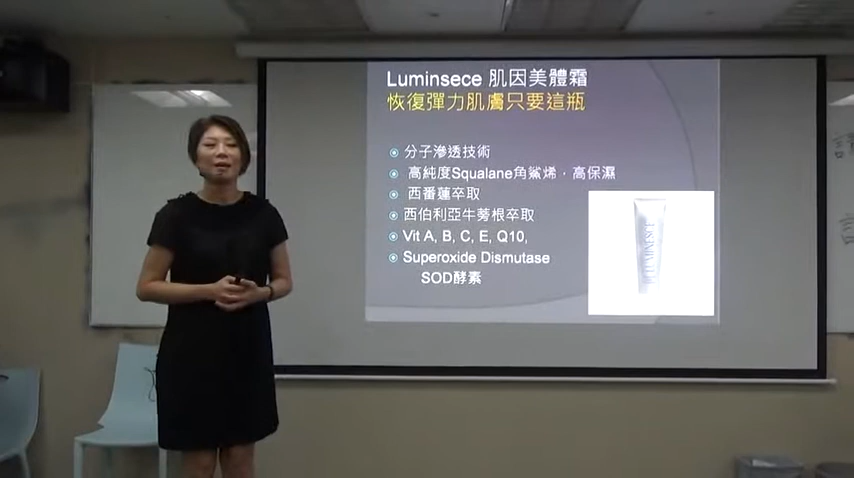 Luminsece 肌因美體霜
恢復彈力肌膚只要這瓶
分子滲透技術
高純度Squalane角鯊烯，高保濕
西番蓮卒取
西伯利亞牛蒡根卒取
Vit A, B, C, E, Q10,
Superoxide Dismutase
SOD酵素
LUMINESCE